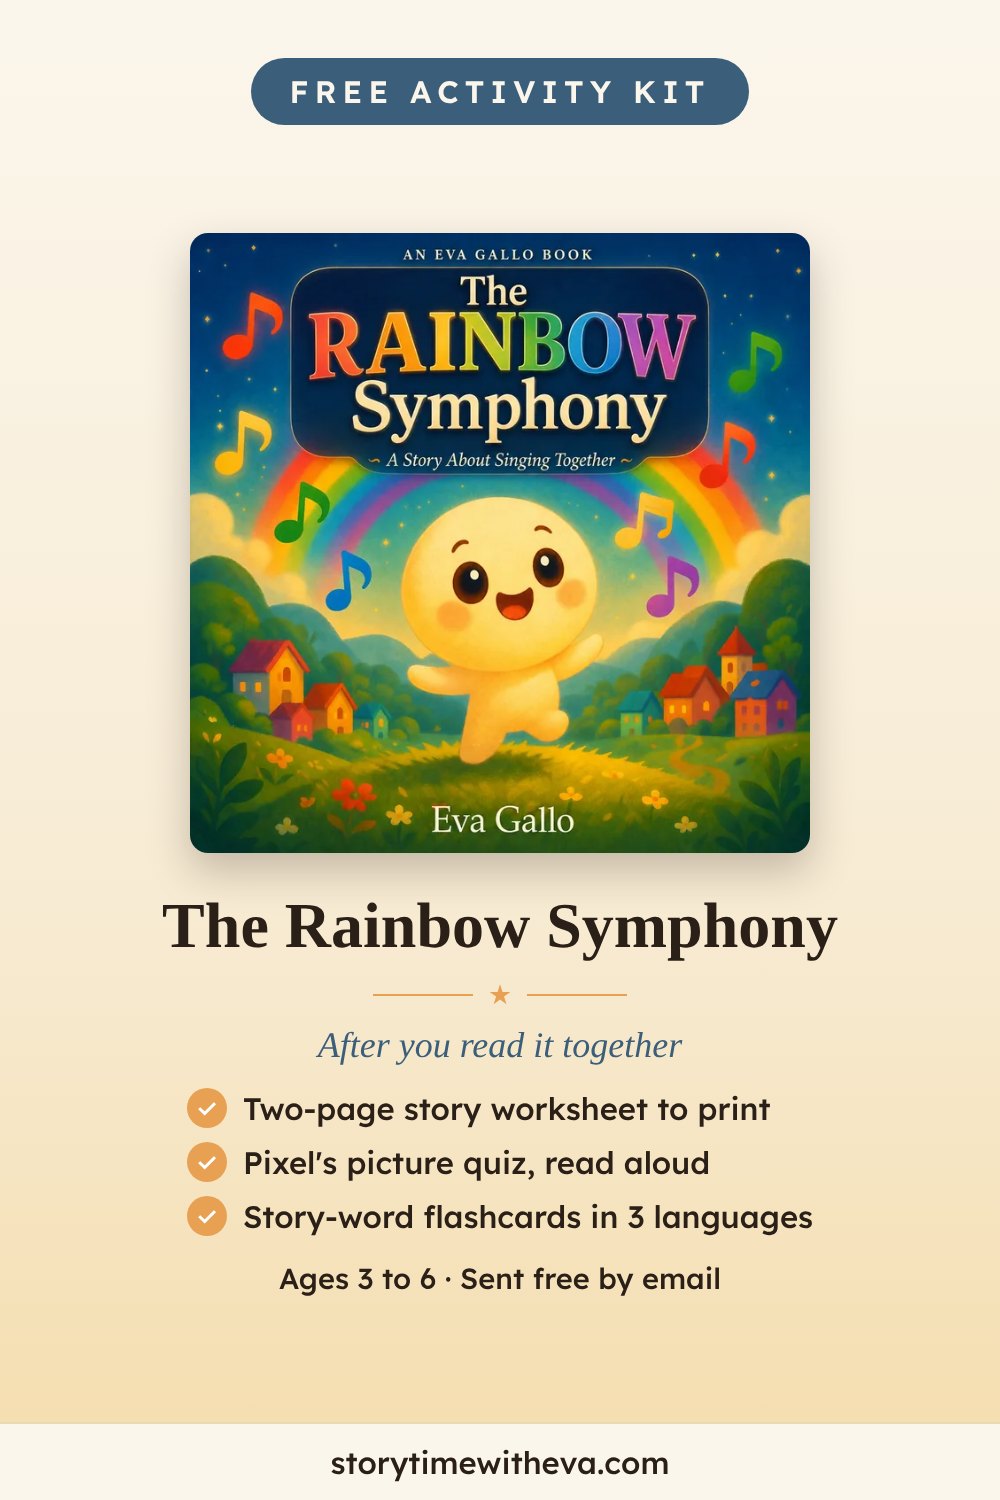 FREE ACTIVITY KIT
AN EVA GALLO BOOK
The
RAINBOW
Symphony
~ A Story About Singing Together ~
Eva Gallo
The Rainbow Symphony
After you read it together
Two-page story worksheet to print
Pixel's picture quiz, read aloud
Story-word flashcards in 3 languages
Ages 3 to 6 · Sent free by email
storytimewitheva.com